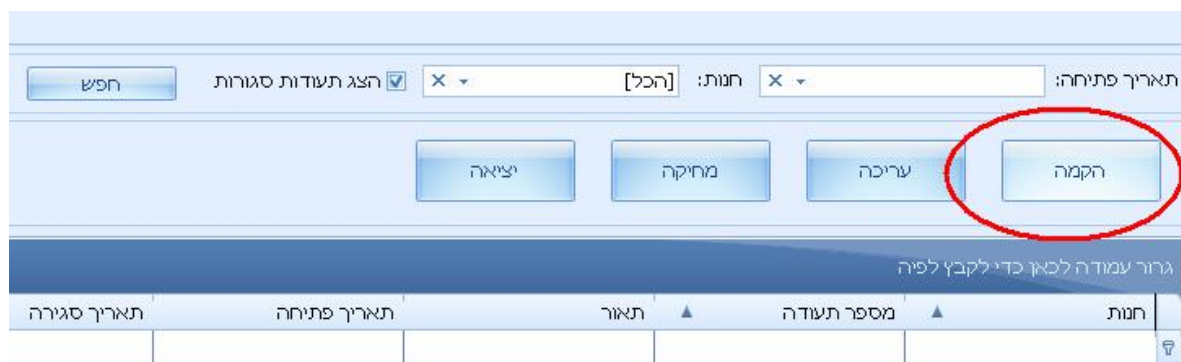 תאריך פתיחה: חנות: [הכל] הצג תעודות סגורות חפש
הקמה עריכה מחיקה יציאה
גרור עמודה לכאן כדי לקבץ לפיה
חנות מספר תעודה תאור תאריך פתיחה תאריך סגירה